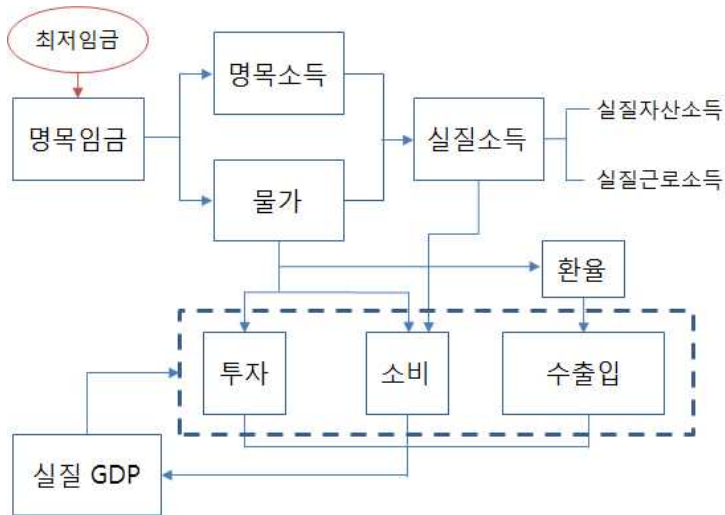 최저임금
명목소득
명목임금
실질소득
실질자산소득
실질근로소득
물가
환율
투자
소비
수출입
실질 GDP